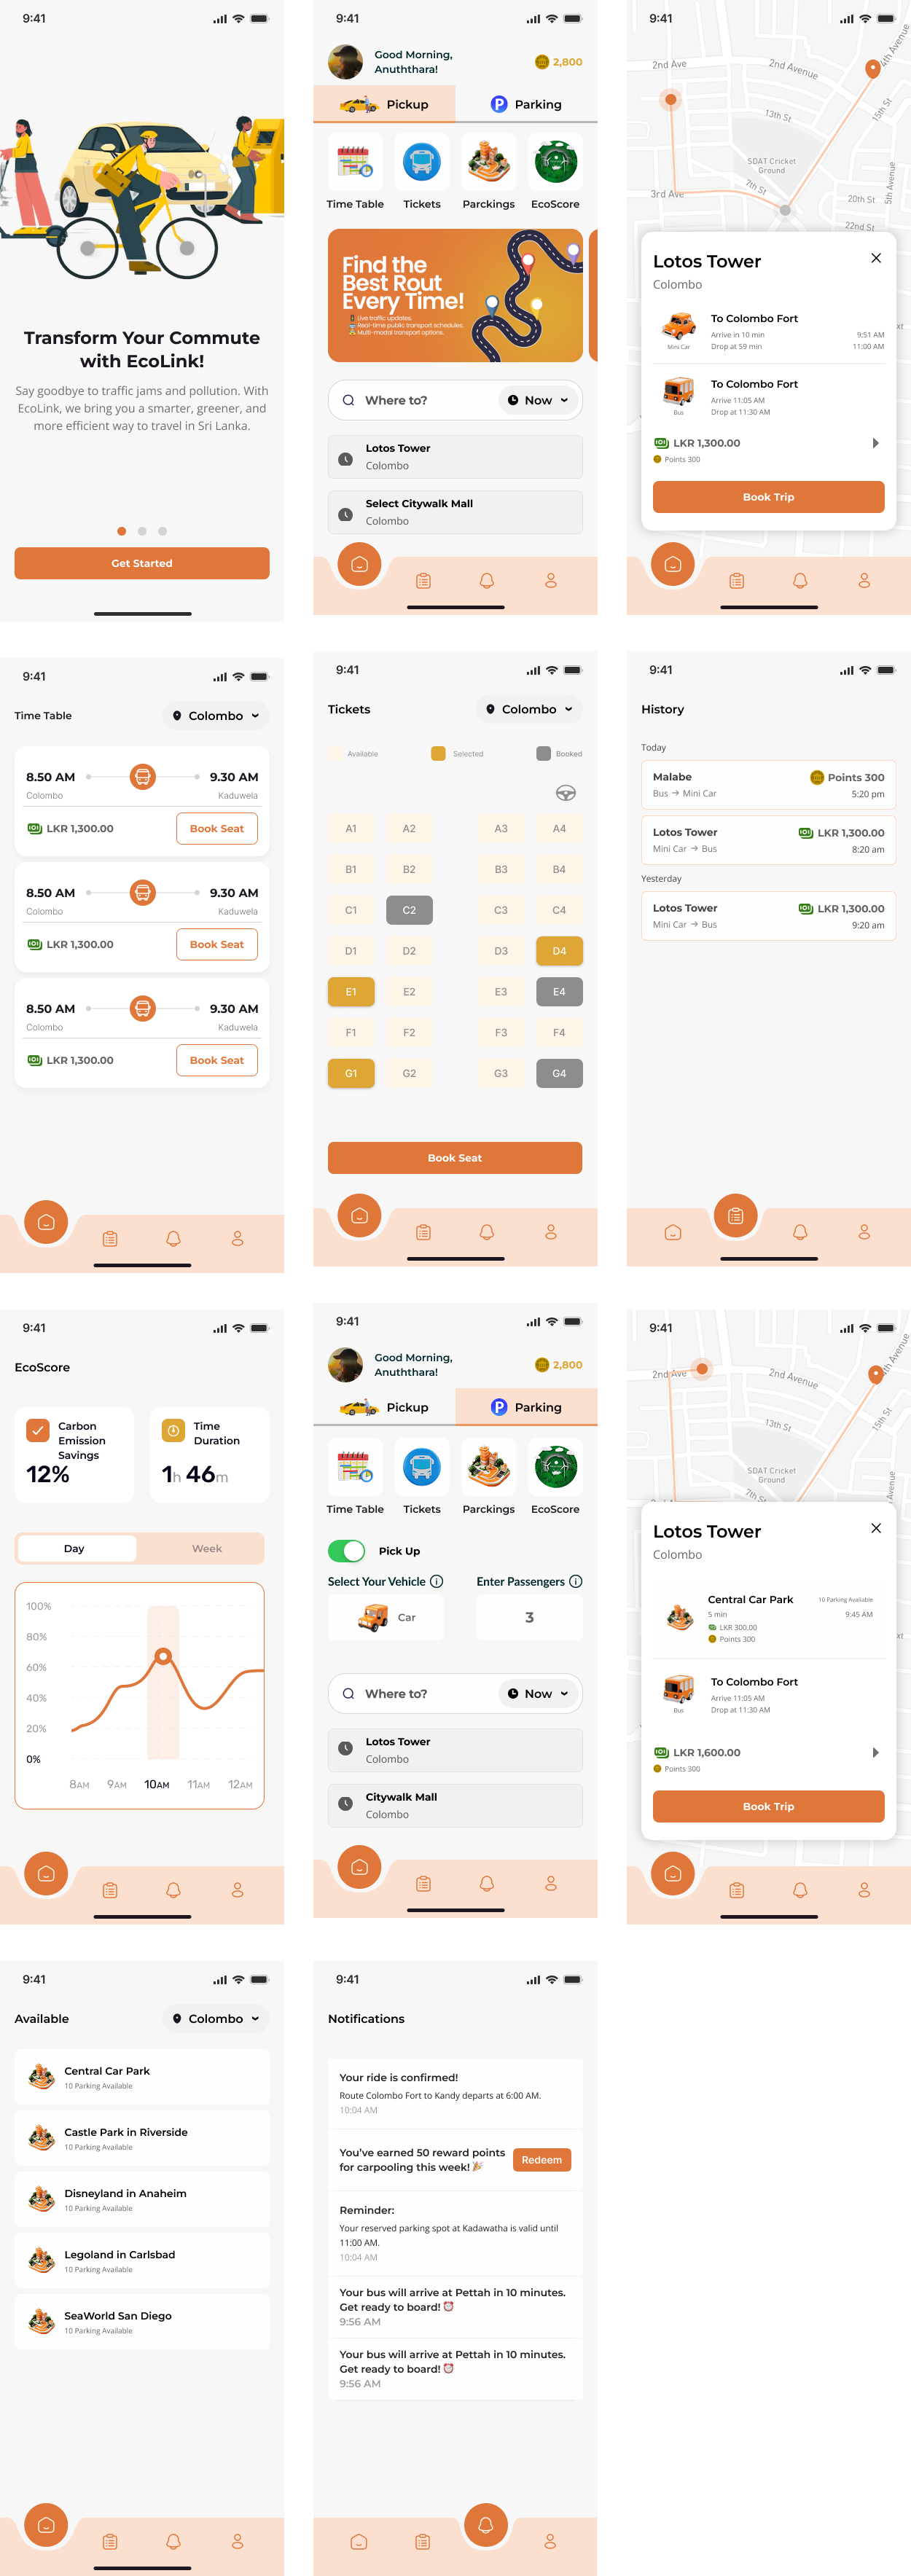 9:41
Transform Your Commute
with EcoLink!
Say goodbye to traffic jams and pollution. With
EcoLink, we bring you a smarter, greener, and
more efficient way to travel in Sri Lanka.
Get Started
9:41
Good Morning,
Anuththara!
2,800
Pickup
Parking
Time Table
Tickets
Parckings
EcoScore
Find the
Best Rout
Every Time!
Live traffic updates.
Real-time public transport schedules.
Multi-modal transport options.
Where to?
Now
Lotos Tower
Colombo
Select Citywalk Mall
Colombo
9:41
2nd Ave
2nd Avenue
4th Avenue
15th St
13th St
SDAT Cricket
Ground
7th St
3rd Ave
5th Avenue
20th St
22nd St
Lotos Tower
Colombo
To Colombo Fort
Arrive in 10 min
9:51 AM
Drop at 59 min
11:00 AM
Mini Car
To Colombo Fort
Arrive 11:05 AM
Drop at 11:30 AM
Bus
LKR 1,300.00
Points 300
Book Trip
9:41
Time Table
Colombo
8.50 AM
9.30 AM
Colombo
Kaduwela
LKR 1,300.00
Book Seat
8.50 AM
9.30 AM
Colombo
Kaduwela
LKR 1,300.00
Book Seat
8.50 AM
9.30 AM
Colombo
Kaduwela
LKR 1,300.00
Book Seat
9:41
Tickets
Colombo
Available
Selected
Booked
A1 A2 A3 A4
B1 B2 B3 B4
C1 C2 C3 C4
D1 D2 D3 D4
E1 E2 E3 E4
F1 F2 F3 F4
G1 G2 G3 G4
Book Seat
9:41
History
Today
Malabe
Points 300
Bus → Mini Car
5:20 pm
Lotos Tower
LKR 1,300.00
Mini Car → Bus
8:20 am
Yesterday
Lotos Tower
LKR 1,300.00
Mini Car → Bus
9:20 am
9:41
EcoScore
Carbon
Emission
Savings
12%
Time
Duration
1h 46m
Day
Week
100%
80%
60%
40%
20%
0%
8AM 9AM 10AM 11AM 12AM
9:41
Good Morning,
Anuththara!
2,800
Pickup
P Parking
Time Table
Tickets
Parckings
EcoScore
Pick Up
Select Your Vehicle
Enter Passengers
Car
3
Where to?
Now
Lotos Tower
Colombo
Citywalk Mall
Colombo
9:41
2nd Ave
2nd Avenue
4th Avenue
15th St
13th St
SDAT Cricket
Ground
7th St
Lotos Tower
Colombo
Central Car Park
10 Parking Available
5 min
9:45 AM
LKR 300.00
Points 300
To Colombo Fort
Arrive 11:05 AM
Drop at 11:30 AM
Bus
LKR 1,600.00
Points 300
Book Trip
9:41
Available
Colombo
Central Car Park
10 Parking Available
Castle Park in Riverside
10 Parking Available
Disneyland in Anaheim
10 Parking Available
Legoland in Carlsbad
10 Parking Available
SeaWorld San Diego
10 Parking Available
9:41
Notifications
Your ride is confirmed!
Route Colombo Fort to Kandy departs at 6:00 AM.
10:04 AM
You've earned 50 reward points
for carpooling this week! 🎉
Redeem
Reminder:
Your reserved parking spot at Kadawatha is valid until
11:00 AM.
10:04 AM
Your bus will arrive at Pettah in 10 minutes.
Get ready to board! ⏰
9:56 AM
Your bus will arrive at Pettah in 10 minutes.
Get ready to board! ⏰
9:56 AM